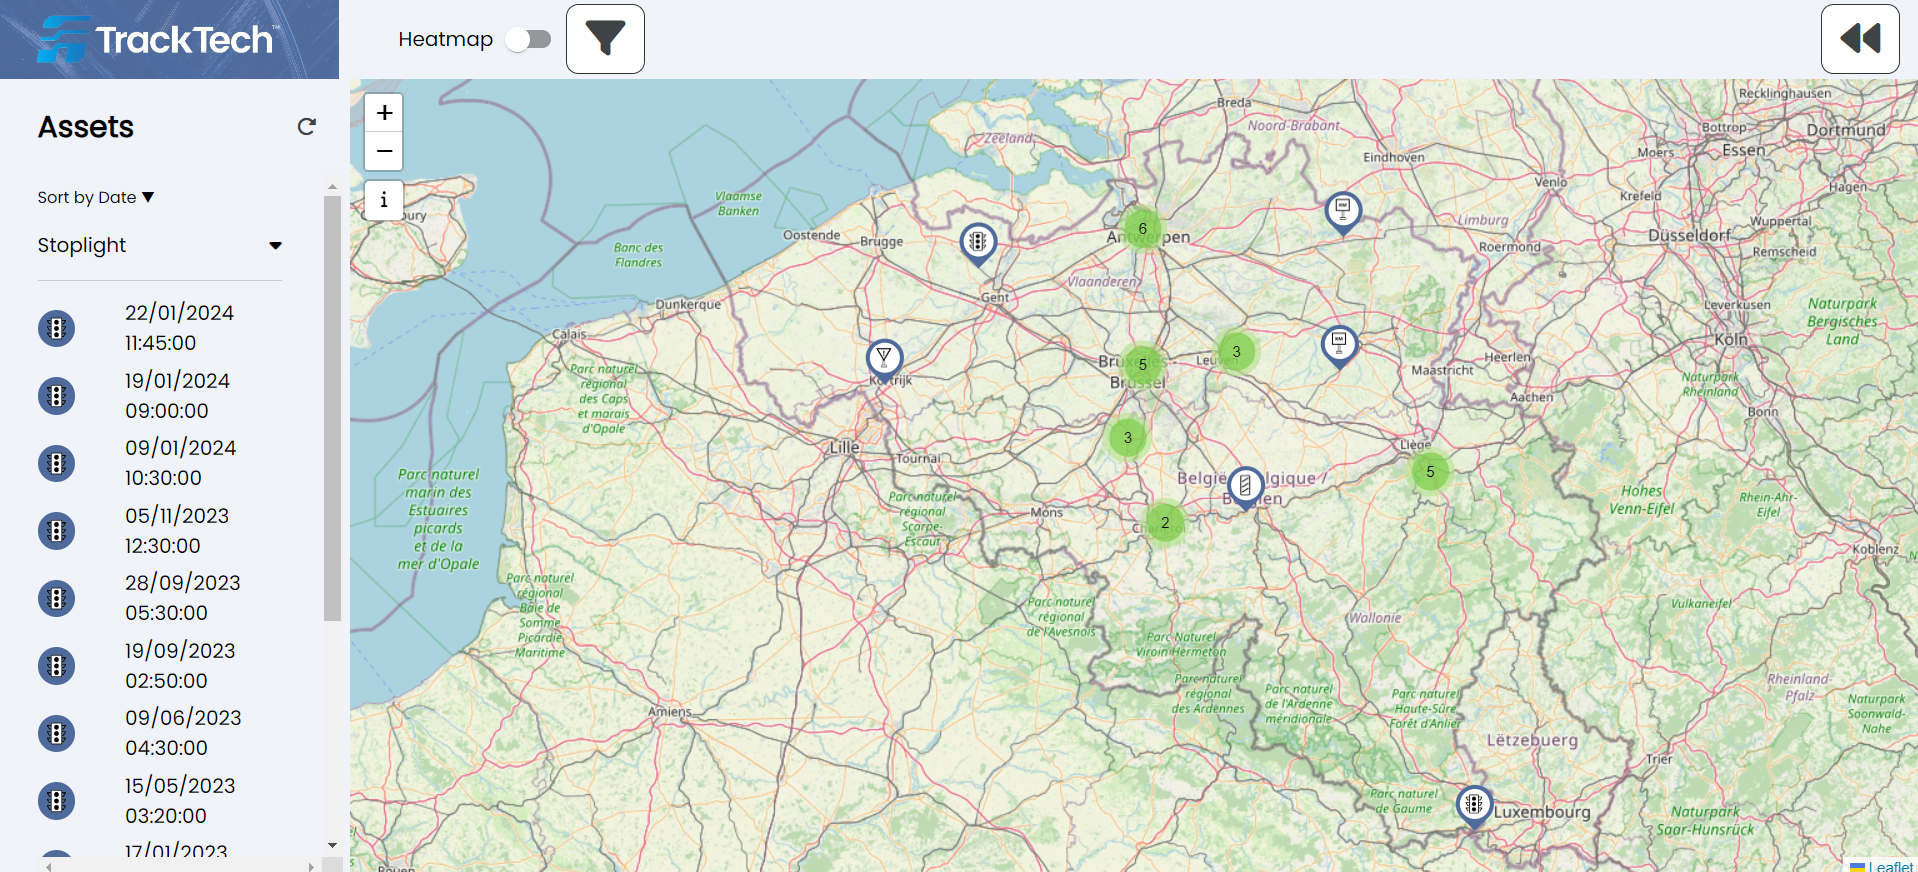 TrackTech™
Heatmap
Assets
Sort by Date ▼
Stoplight
22/01/2024
11:45:00
19/01/2024
09:00:00
09/01/2024
10:30:00
05/11/2023
12:30:00
28/09/2023
05:30:00
19/09/2023
02:50:00
09/06/2023
04:30:00
15/05/2023
03:20:00
17/01/2023
+
−
i
Zeeland
Breda
Noord-Brabant
Eindhoven
Venlo
Recklinghausen
Bottrop
Dortmund
Moers
Essen
Krefeld
Hagen
Wuppertal
Düsseldorf
Remscheid
Limburg
Roermond
KM
Vlaamse
Banken
Oostende
Brugge
Banc des
Flandres
6
Antwerpen
Vlaanderen
Gent
Dunkerque
Calais
Leverkusen
Naturpark
Bergisches
Land
Köln
Heerlen
Maastricht
Aachen
Naturpark
Rheinland
Bonn
KM
3
5
Bruxelles
Brussel
Kortrijk
Parc naturel
régional
des Caps
et marais
d'Opale
Lille
Tournai
3
Liège
5
België Belgique /
Mons
2
Parc naturel
régional
Scarpe-
Escaut
Parc naturel
marin des
Estuaires
picards
et de la
mer d'Opale
Hohes
Venn-Eifel
Rhein-Ahr-
Eifel
Koblenz
Parc naturel
régional
Baie de
Somme
Picardie
Maritime
Parc naturel
régional
de l'Avesnois
Parc Naturel
Viroin-Hermeton
Wallonie
Vulkaneifel
Parc naturel
régional
des Ardennes
Parc naturel
de l'Ardenne
méridionale
Parc naturel
Haute-Sûre
Forêt d'Anlier
Rheinland-
Pfalz
Naturpark
Soonwald-
Nahe
Amiens
Lëtzebuerg
Trier
Parc naturel
de Gaume
Luxembourg
Naturpark
Saar-Hunsrück
Rouen
Leaflet